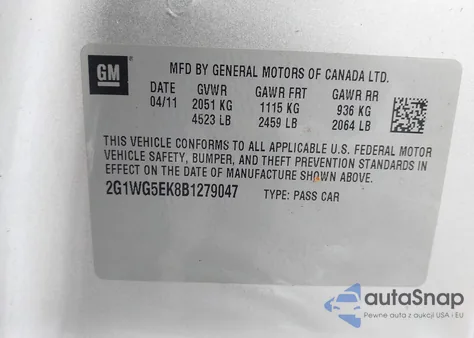 GM
MFD BY GENERAL MOTORS OF CANADA LTD.
DATE GVWR GAWR FRT GAWR RR
04/11 2051 KG 1115 KG 936 KG
4523 LB 2459 LB 2064 LB
THIS VEHICLE CONFORMS TO ALL APPLICABLE U.S. FEDERAL MOTOR
VEHICLE SAFETY, BUMPER, AND THEFT PREVENTION STANDARDS IN
EFFECT ON THE DATE OF MANUFACTURE SHOWN ABOVE.
2G1WG5EK8B1279047 TYPE: PASS CAR
autoSnap
Pewne auta z aukcji USA i EU